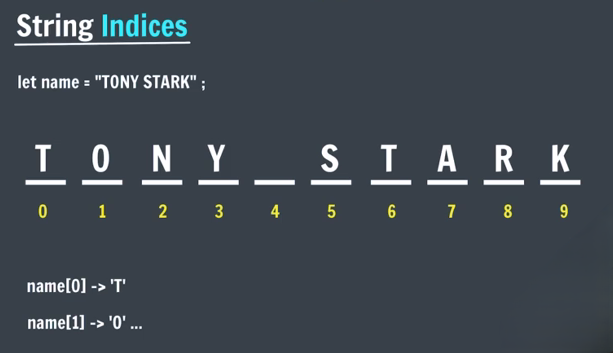 String Indices
let name = "TONY STARK" ;
T O N Y _ S T A R K
0 1 2 3 4 5 6 7 8 9
name[0] -> 'T'
name[1] -> 'O' ...